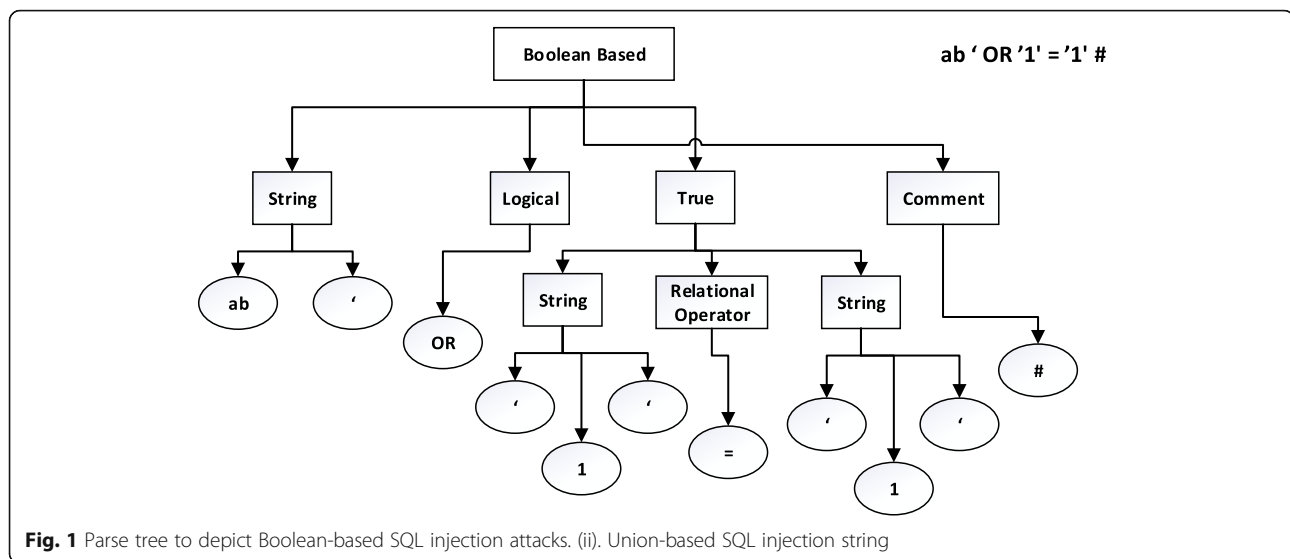 Boolean Based
ab ‘ OR ’1' = ’1' #
String
Logical
True
Comment
ab
‘
OR
String
Relational
Operator
String
#
‘
1
‘
=
‘
1
‘
Fig. 1 Parse tree to depict Boolean-based SQL injection attacks. (ii). Union-based SQL injection string